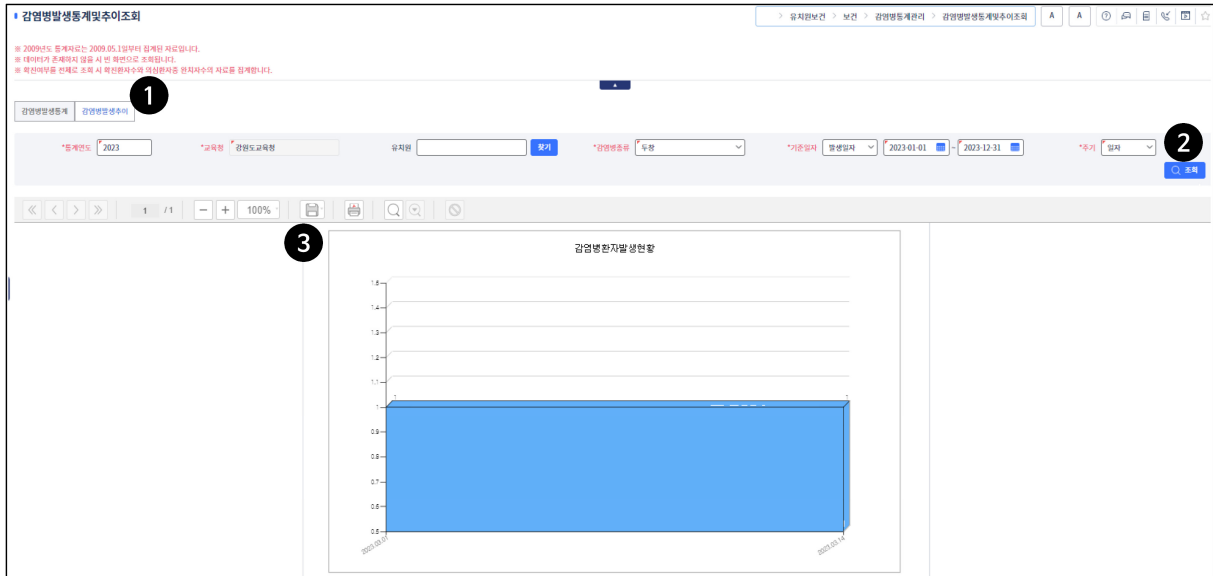 감염병발생통계및추이조회
> 유치원보건 > 보건 > 감염병통계관리 > 감염병발생통계및추이조회 A A
※ 2009년도 통계자료는 2009.05.1일부터 집계된 자료입니다.
※ 데이터가 존재하지 않을 시 빈 화면으로 조회됩니다.
※ 확진여부를 전체로 조회 시 확진환자수와 의심환자중 완치자수의 자료를 집계합니다.
1
감염병발생통계 감염병발생추이
*통계연도 2023 *교육청 강원도교육청 유치원 찾기 *감염병종류 두창 *기준일자 발생일자 2023-01-01 ~ 2023-12-31 *주기 일자
2
조회
1 / 1 - + 100%
3
감염병환자발생현황
1.5
1.4
1.3
1.2
1.1
1 1
1
0.9
0.8
0.7
0.6
0.5
2023.03.01 2023.03.14